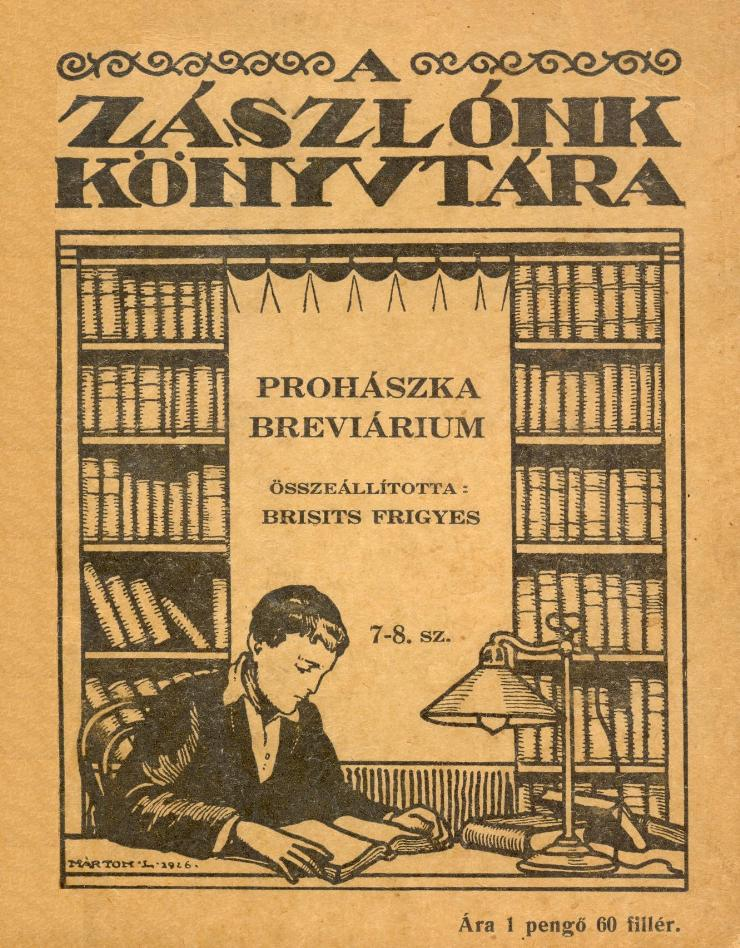 A
ZÁSZLÓNK
KÖNYVTÁRA
PROHÁSZKA
BREVIÁRIUM
ÖSSZEÁLLÍTOTTA:
BRISITS FRIGYES
7-8. SZ.
MÁRTON·L·1926.
Ára 1 pengő 60 fillér.